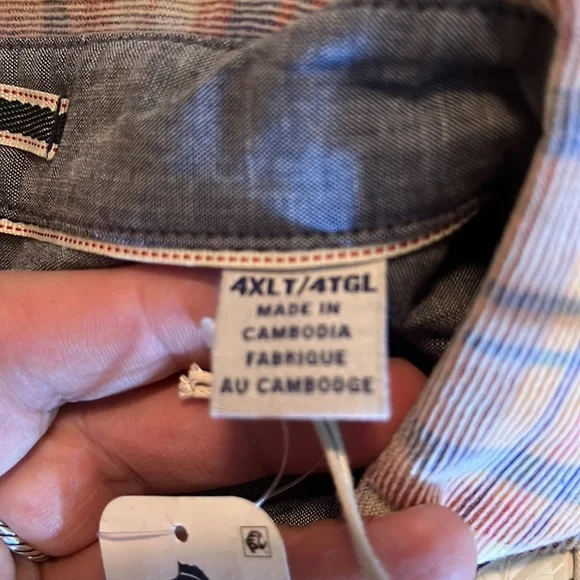 4XLT/4TGL
MADE IN
CAMBODIA
FABRIQUE
AU CAMBODGE